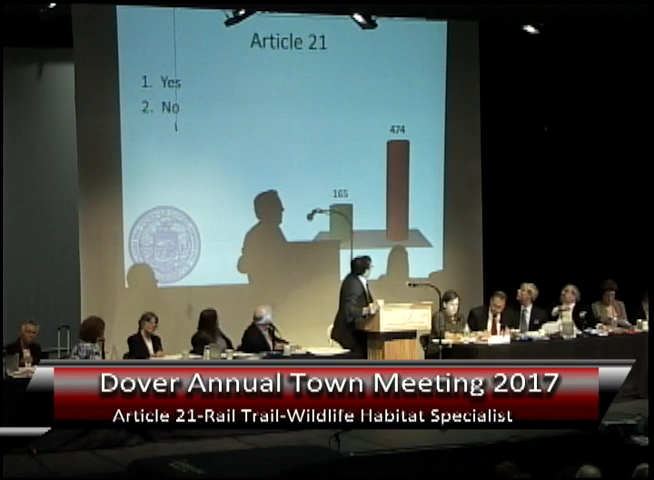 Article 21
1. Yes
2. No
474
165
Dover Annual Town Meeting 2017
Article 21-Rail Trail-Wildlife Habitat Specialist